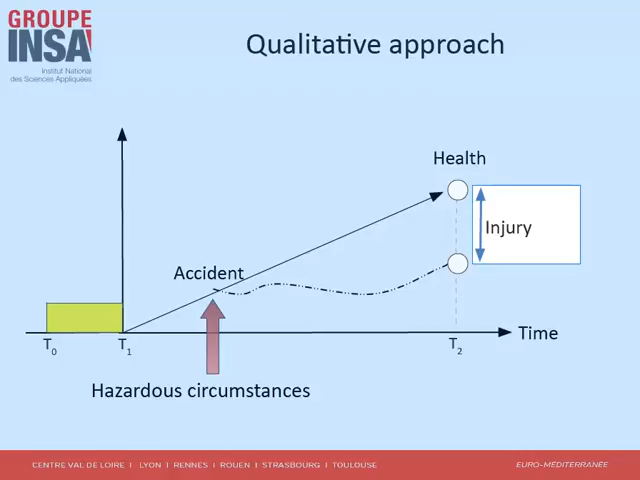 GROUPE
INSA
Institut National
des Sciences Appliquées
Qualitative approach
Health
Injury
Accident
Time
T0
T1
T2
Hazardous circumstances
CENTRE VAL DE LOIRE I LYON I RENNES I ROUEN I STRASBOURG I TOULOUSE
EURO-MÉDITERRANÉE